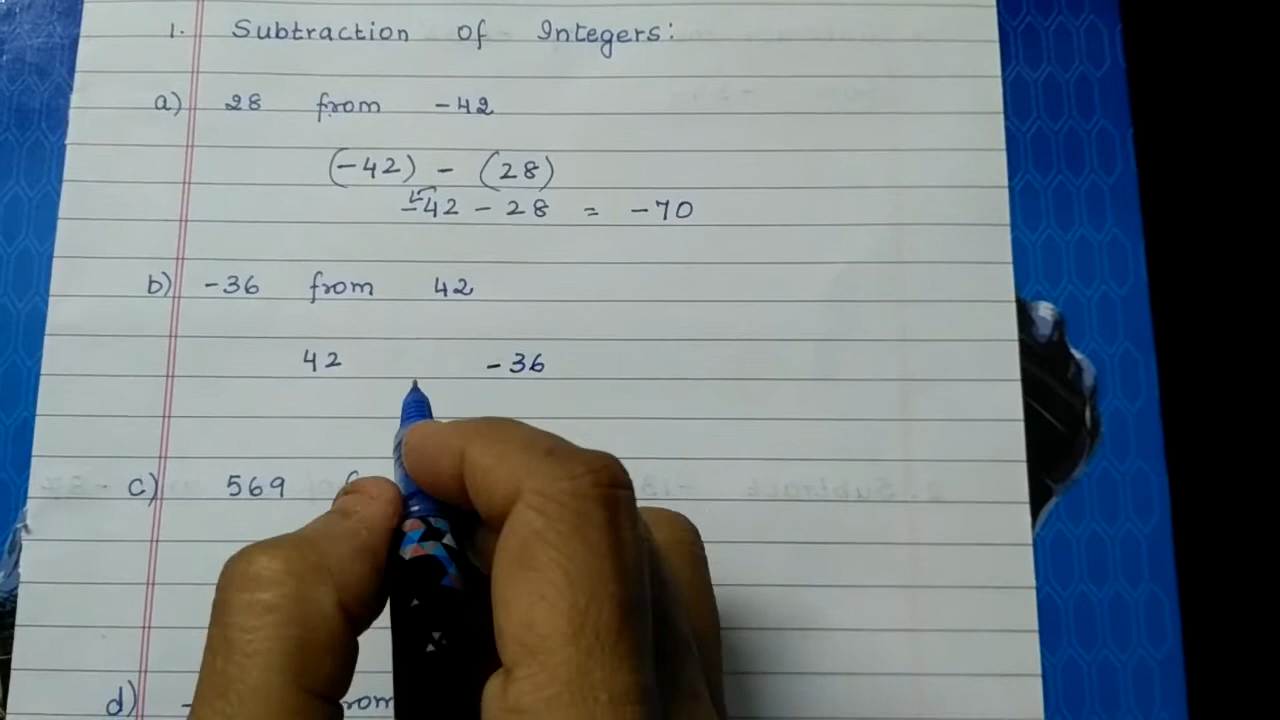 1. Subtraction of Integers:
a) 28 from -42
(-42) - (28)
-42 - 28 = -70
b) -36 from 42
42 -36
c) 569
d) -